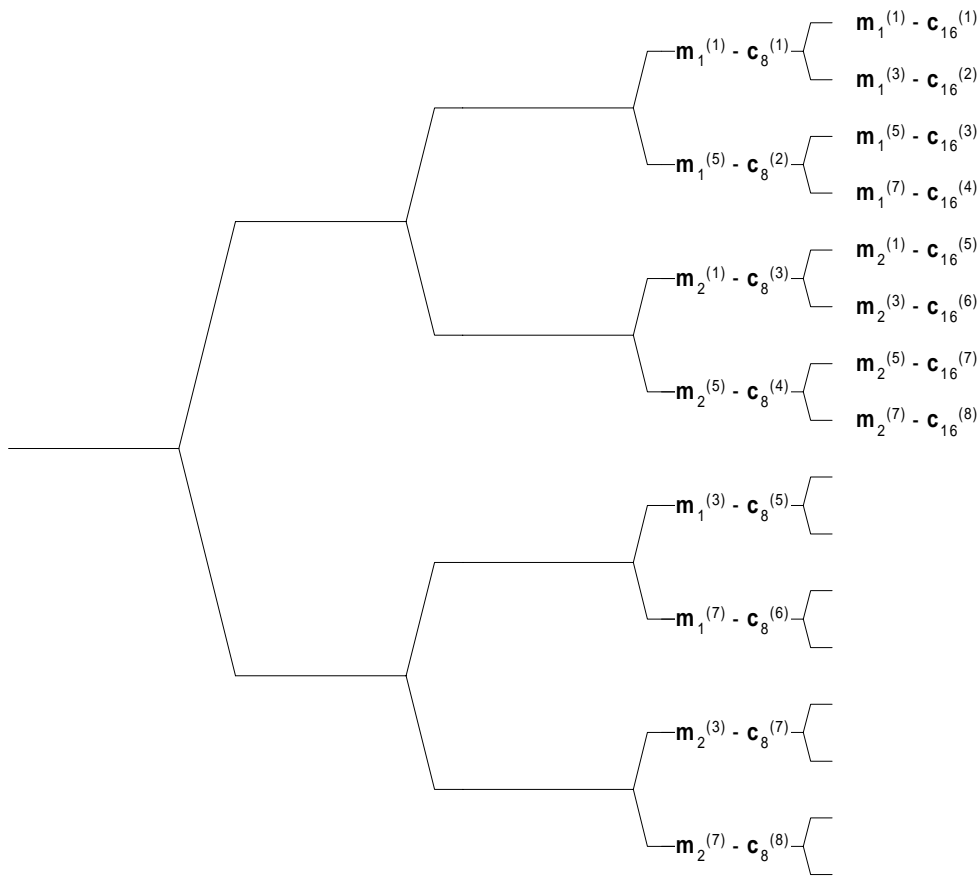 m₁⁽¹⁾ - c₈⁽¹⁾
m₁⁽⁵⁾ - c₈⁽²⁾
m₂⁽¹⁾ - c₈⁽³⁾
m₂⁽⁵⁾ - c₈⁽⁴⁾
m₁⁽³⁾ - c₈⁽⁵⁾
m₁⁽⁷⁾ - c₈⁽⁶⁾
m₂⁽³⁾ - c₈⁽⁷⁾
m₂⁽⁷⁾ - c₈⁽⁸⁾
m₁⁽¹⁾ - c₁₆⁽¹⁾
m₁⁽³⁾ - c₁₆⁽²⁾
m₁⁽⁵⁾ - c₁₆⁽³⁾
m₁⁽⁷⁾ - c₁₆⁽⁴⁾
m₂⁽¹⁾ - c₁₆⁽⁵⁾
m₂⁽³⁾ - c₁₆⁽⁶⁾
m₂⁽⁵⁾ - c₁₆⁽⁷⁾
m₂⁽⁷⁾ - c₁₆⁽⁸⁾